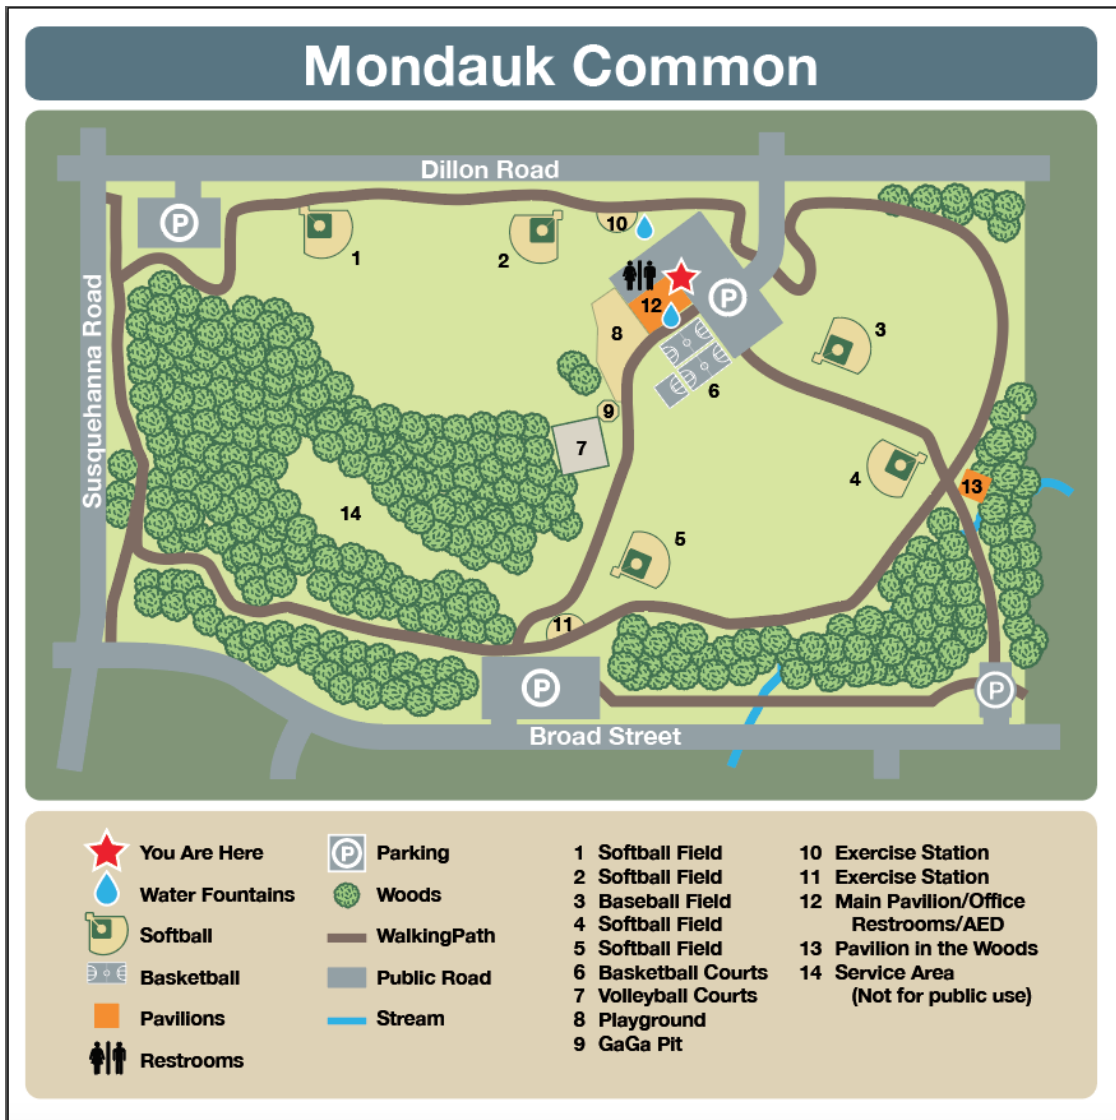 Mondauk Common
Dillon Road
P
10
1
2
12
P
3
8
6
9
7
Susquehanna Road
4
13
14
5
11
P
P
Broad Street
You Are Here
Water Fountains
Softball
Basketball
Pavilions
Restrooms
P Parking
Woods
WalkingPath
Public Road
Stream
1 Softball Field
2 Softball Field
3 Baseball Field
4 Softball Field
5 Softball Field
6 Basketball Courts
7 Volleyball Courts
8 Playground
9 GaGa Pit
10 Exercise Station
11 Exercise Station
12 Main Pavilion/Office
Restrooms/AED
13 Pavilion in the Woods
14 Service Area
(Not for public use)